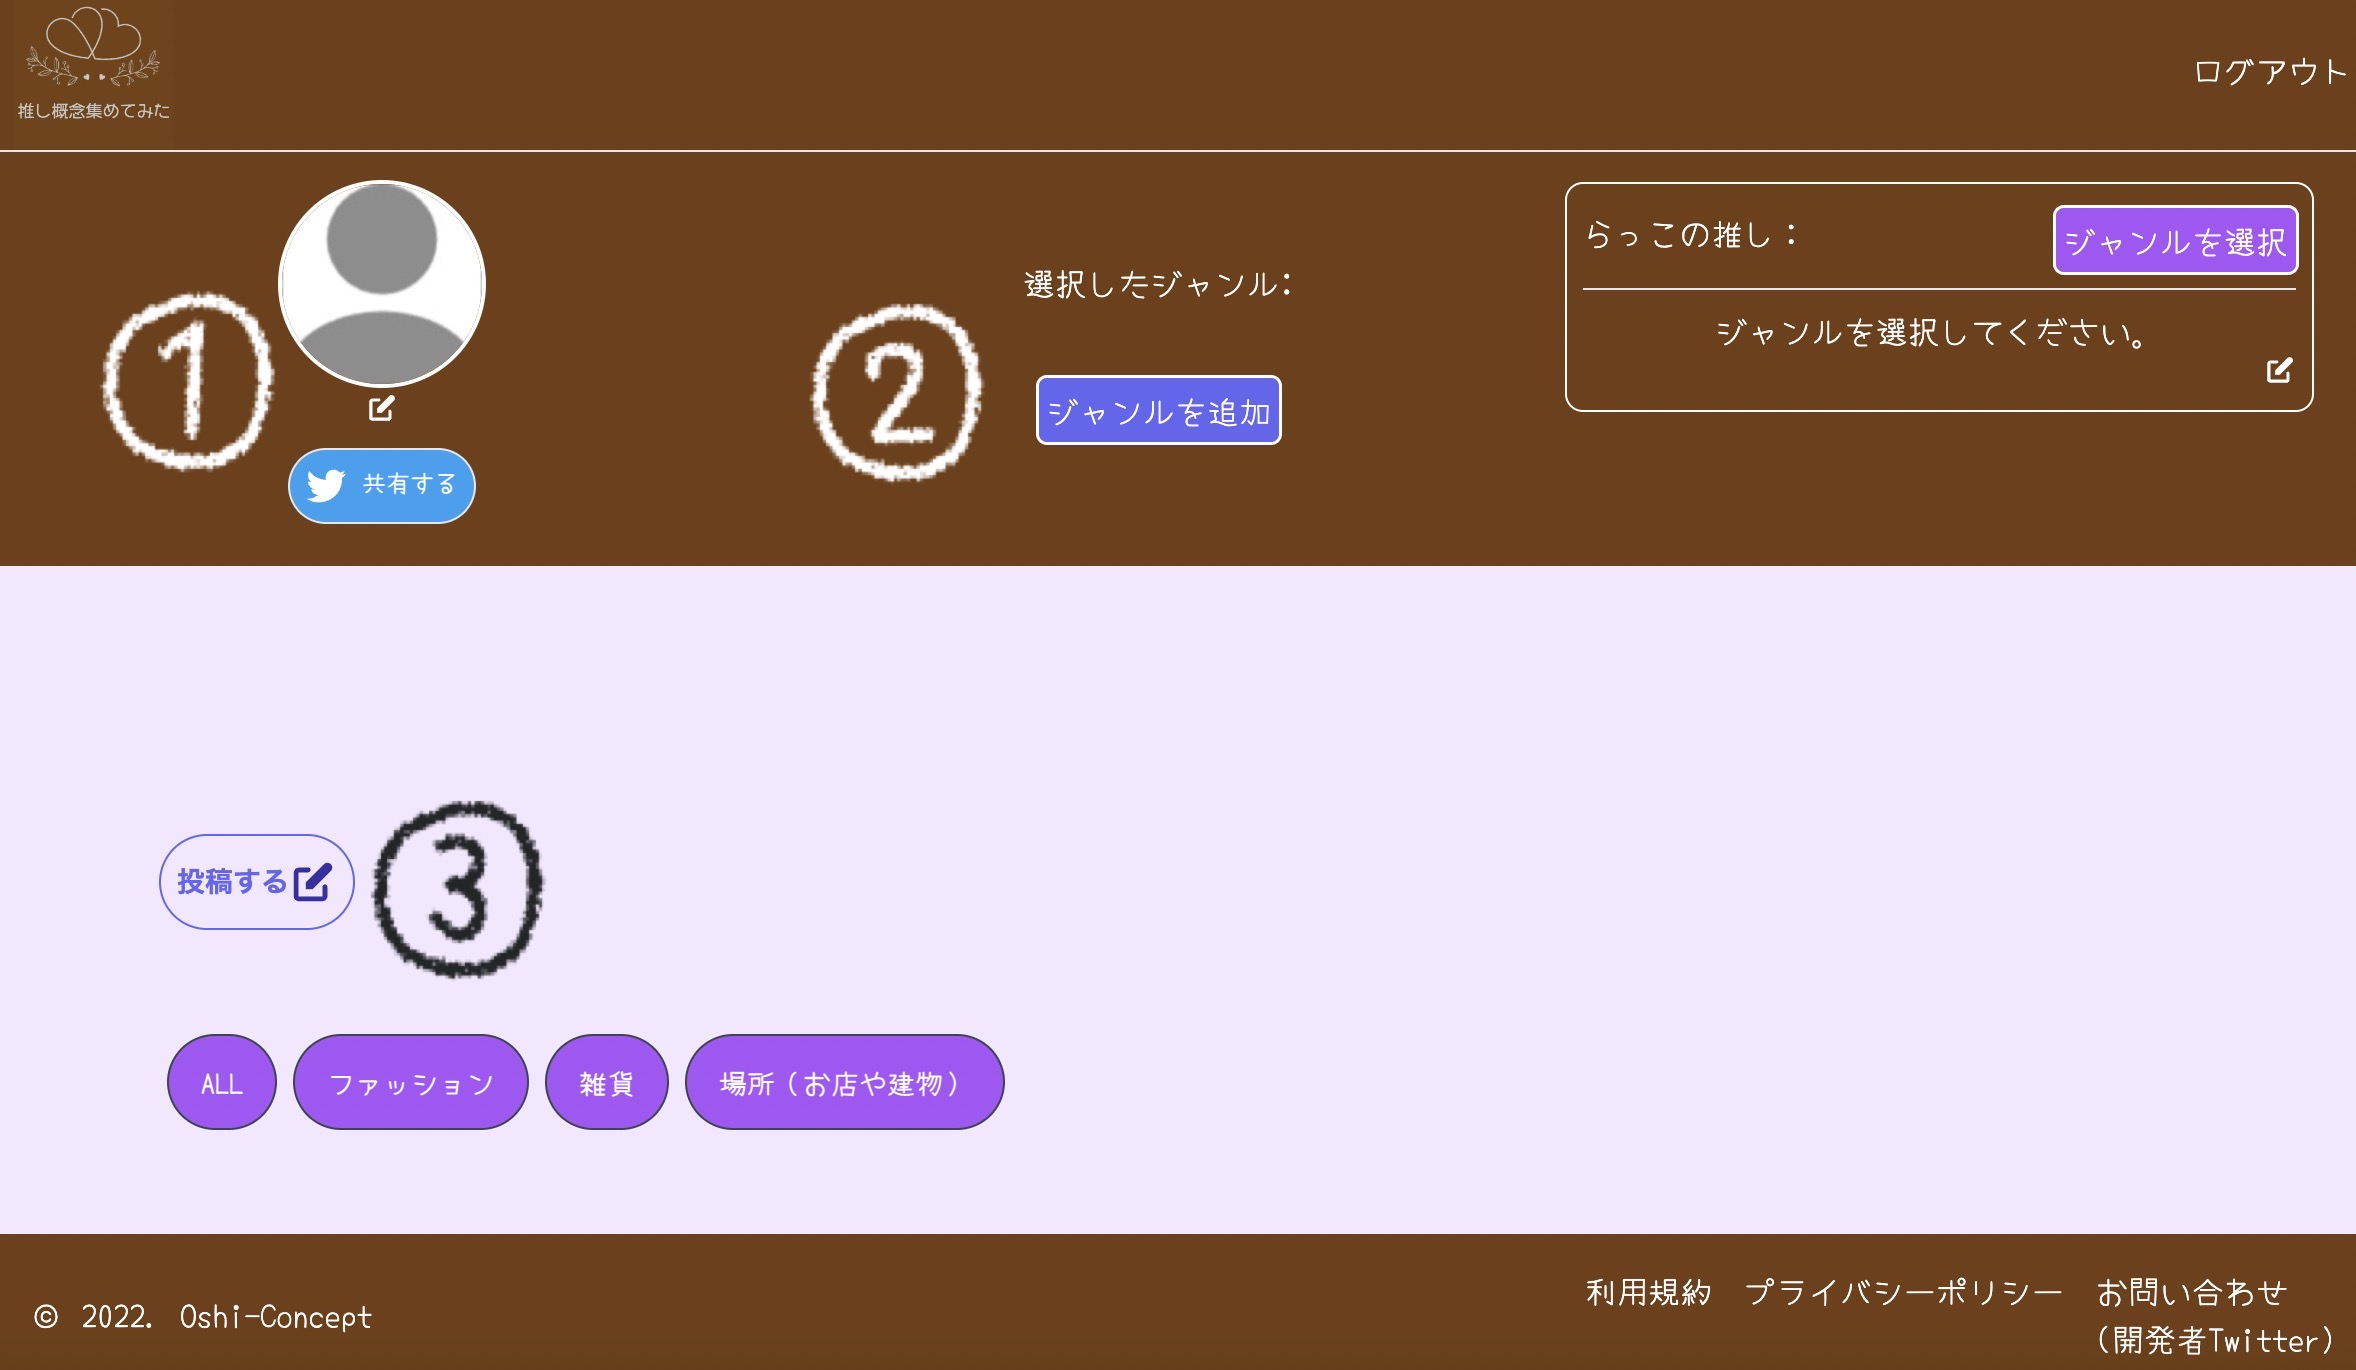 推し概念集めてみた
ログアウト
①
共有する
②
選択したジャンル:
ジャンルを追加
らっこの推し：
ジャンルを選択
ジャンルを選択してください。
投稿する
③
ALL
ファッション
雑貨
場所（お店や建物）
© 2022. Oshi-Concept
利用規約
プライバシーポリシー
お問い合わせ
(開発者Twitter)